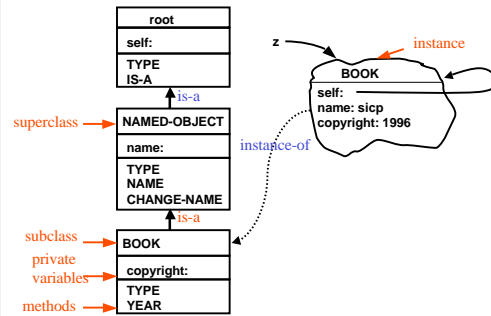 root
self:
TYPE
IS-A
is-a
superclass
NAMED-OBJECT
name:
TYPE
NAME
CHANGE-NAME
is-a
subclass
BOOK
private
variables
copyright:
methods
TYPE
YEAR
z
instance
BOOK
self:
name: sicp
copyright: 1996
instance-of